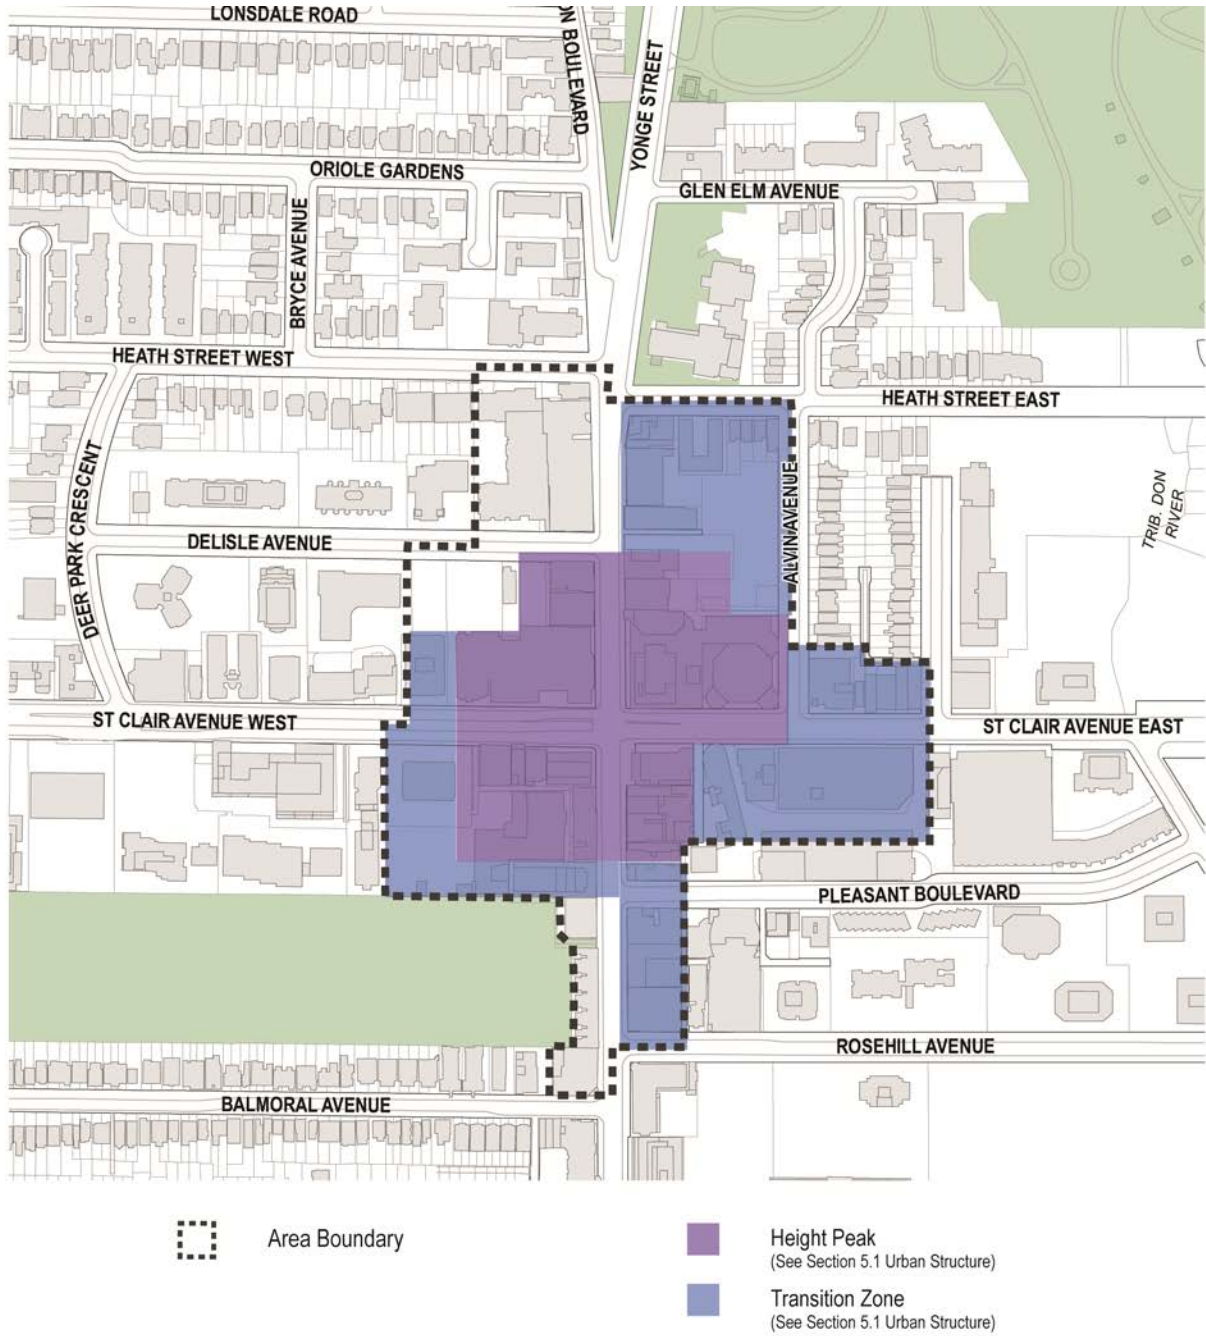 LONSDALE ROAD
ON BOULEVARD
YONGE STREET
ORIOLE GARDENS
GLEN ELM AVENUE
BRYCE AVENUE
HEATH STREET WEST
HEATH STREET EAST
DEER PARK CRESCENT
ALVIN AVENUE
TRIB. DON
RIVER
DELISLE AVENUE
ST CLAIR AVENUE WEST
ST CLAIR AVENUE EAST
PLEASANT BOULEVARD
ROSEHILL AVENUE
BALMORAL AVENUE
Area Boundary
Height Peak
(See Section 5.1 Urban Structure)
Transition Zone
(See Section 5.1 Urban Structure)